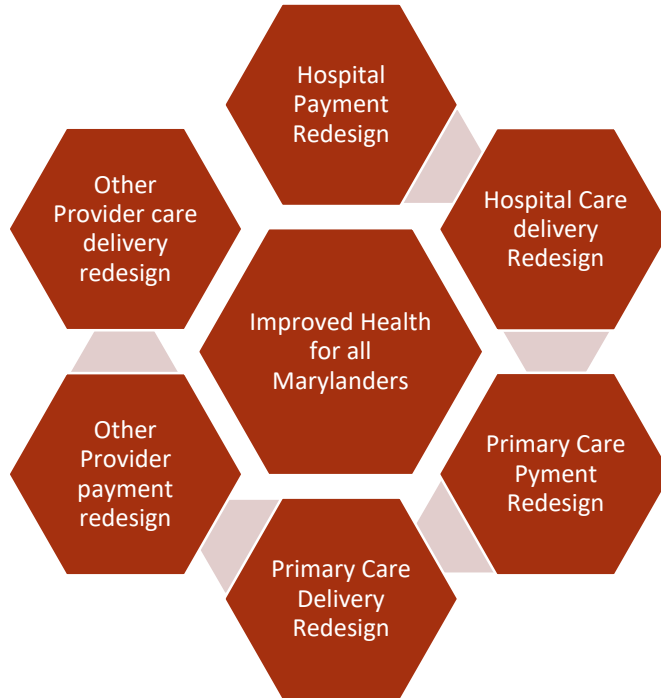 Hospital
Payment
Redesign
Hospital Care
delivery
Redesign
Primary Care
Pyment
Redesign
Primary Care
Delivery
Redesign
Other
Provider
payment
redesign
Other
Provider care
delivery
redesign
Improved Health
for all
Marylanders